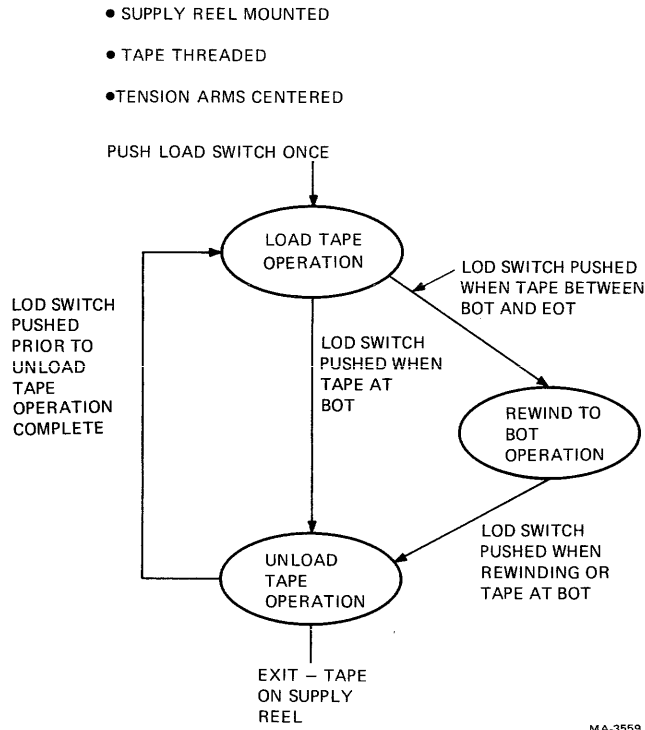 ● SUPPLY REEL MOUNTED
● TAPE THREADED
●TENSION ARMS CENTERED
PUSH LOAD SWITCH ONCE
LOAD TAPE
OPERATION
LOD SWITCH PUSHED
WHEN TAPE BETWEEN
BOT AND EOT
LOD SWITCH
PUSHED
PRIOR TO
UNLOAD
TAPE
OPERATION
COMPLETE
LOD SWITCH
PUSHED WHEN
TAPE AT
BOT
REWIND TO
BOT
OPERATION
LOD SWITCH
PUSHED WHEN
REWINDING OR
TAPE AT BOT
UNLOAD
TAPE
OPERATION
EXIT – TAPE
ON SUPPLY
REEL
MA-3559